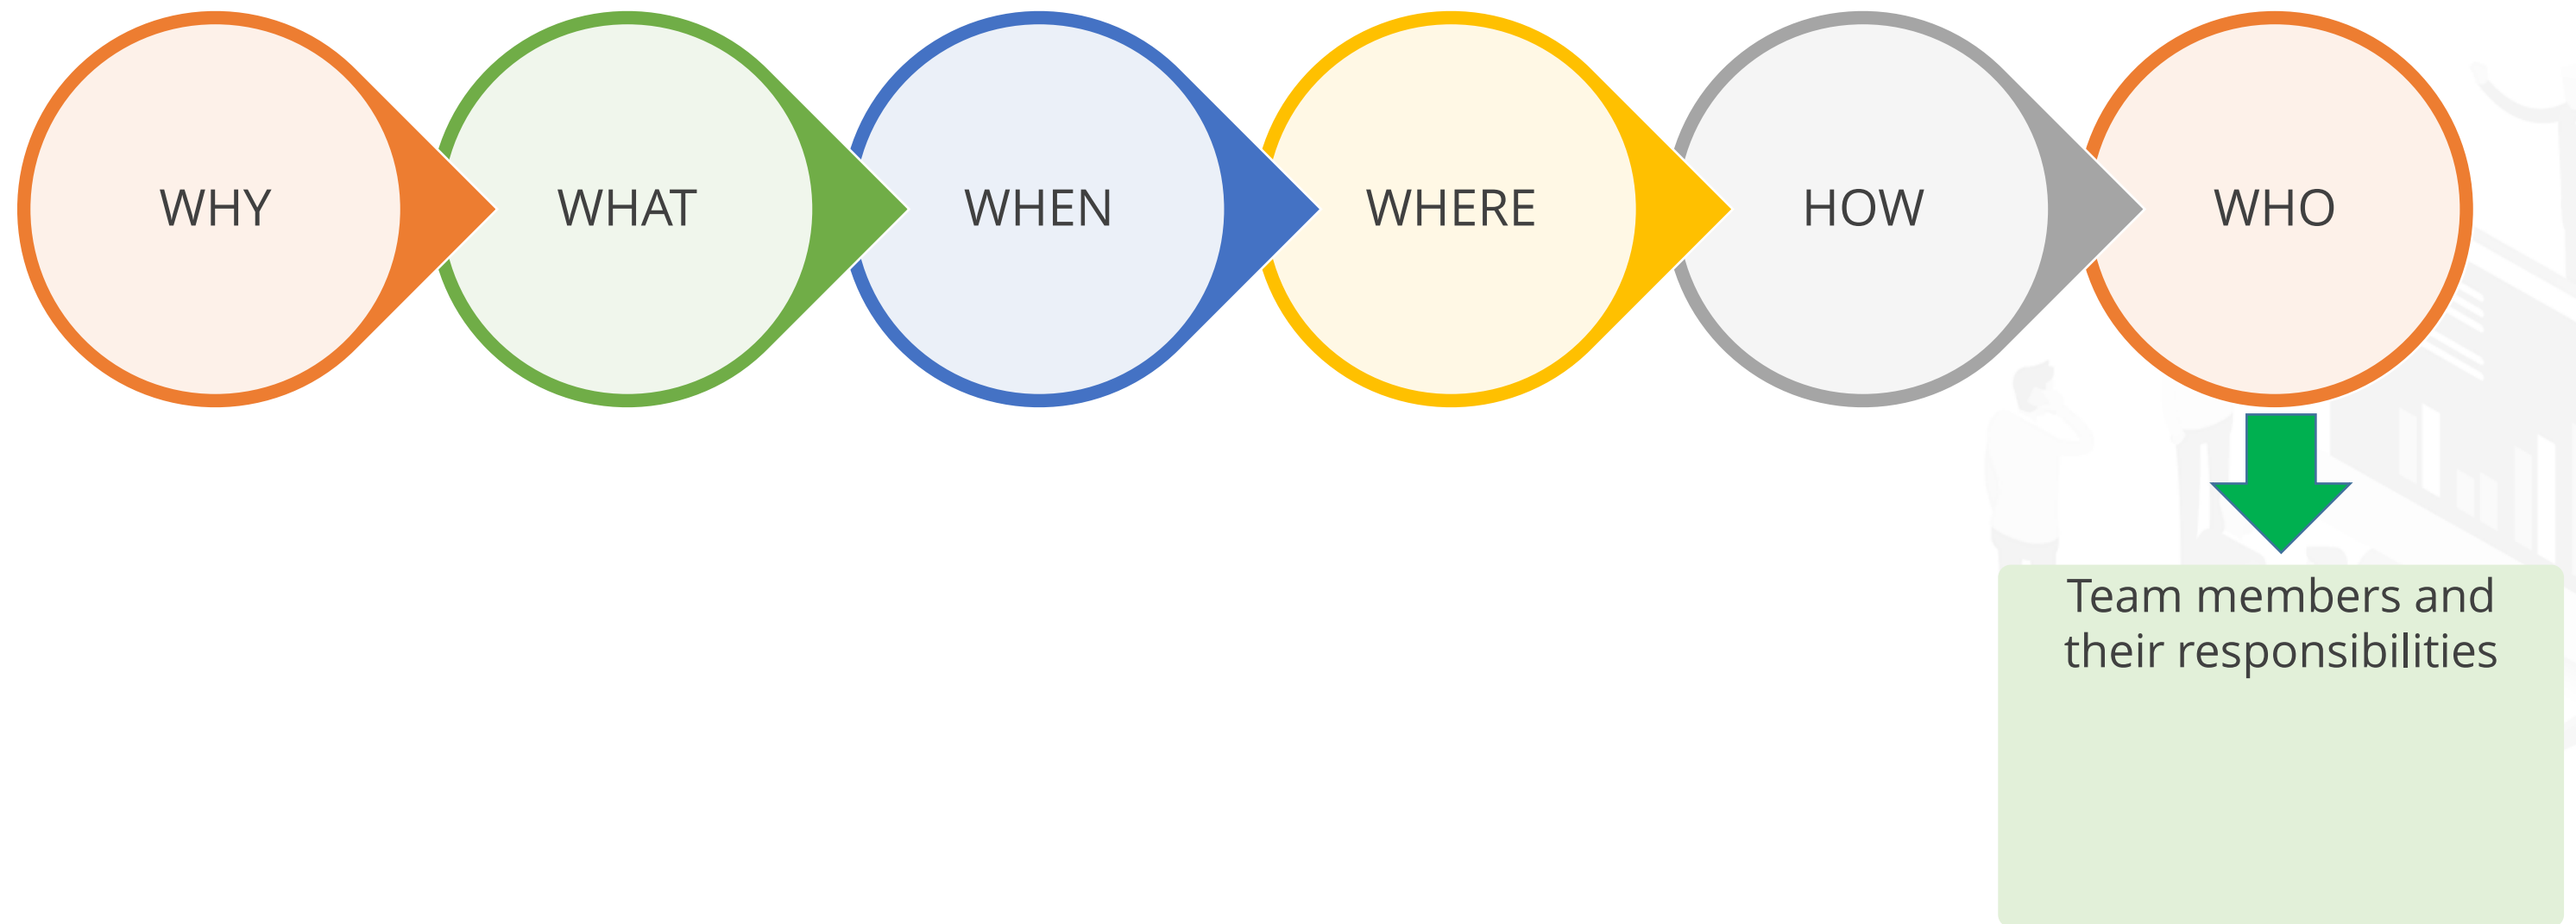 WHY
WHAT
WHEN
WHERE
HOW
WHO
Team members and
their responsibilities